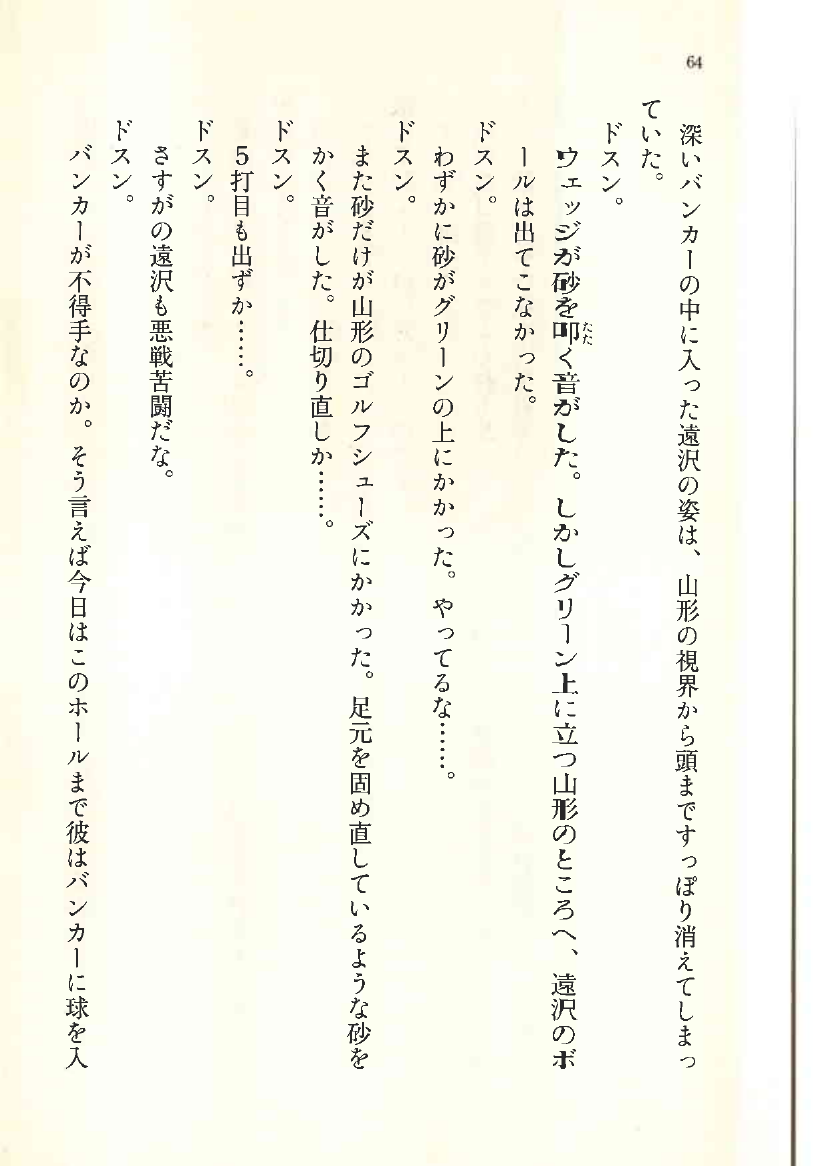 64
深いバンカーの中に入った遠沢の姿は、山形の視界から頭まですっぽり消えてしまっ
ていた。
ドスン。
ウェッジが砂を叩く音がした。しかしグリーン上に立つ山形のところへ、遠沢のボ
たた
ールは出てこなかった。
ドスン。
わずかに砂がグリーンの上にかかった。やってるな……。
ドスン。
また砂だけが山形のゴルフシューズにかかった。足元を固め直しているような砂を
かく音がした。仕切り直しか……。
ドスン。
5打目も出ずか……。
ドスン。
さすがの遠沢も悪戦苦闘だな。
ドスン。
バンカーが不得手なのか。そう言えば今日はこのホールまで彼はバンカーに球を入